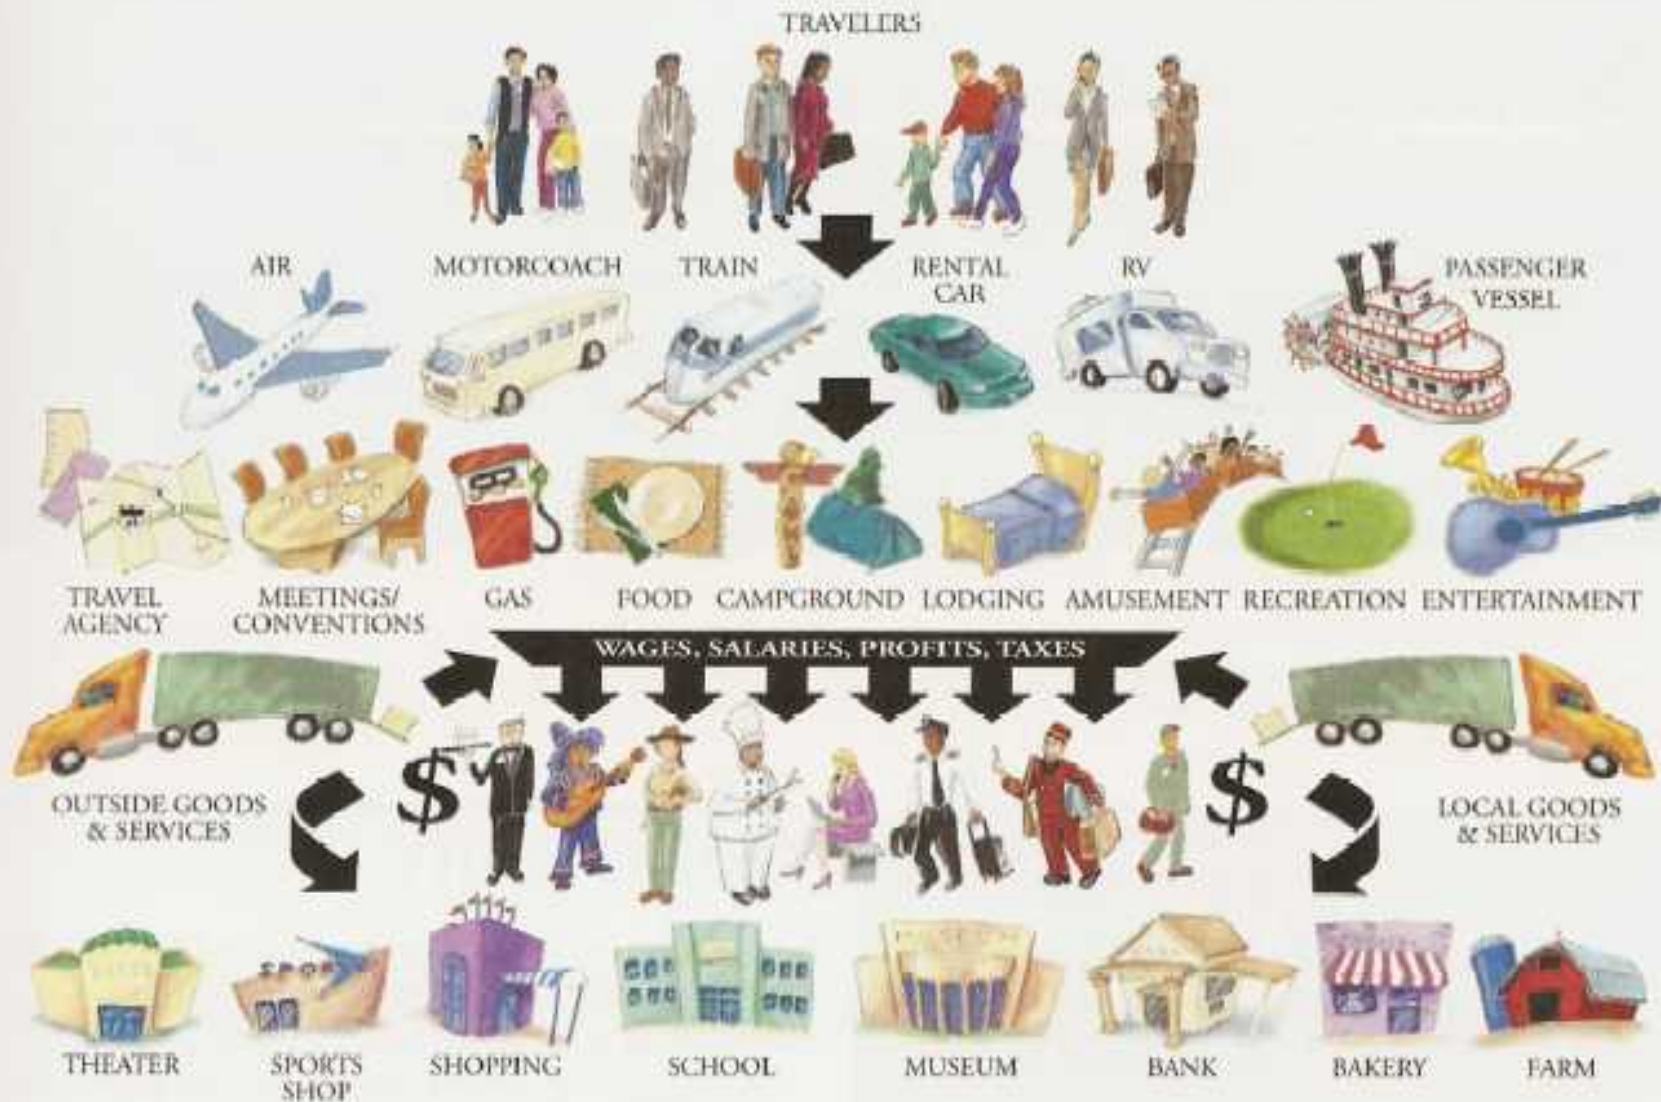 TRAVELERS
AIR
MOTORCOACH
TRAIN
RENTAL
CAR
RV
PASSENGER
VESSEL
TRAVEL
AGENCY
MEETINGS/
CONVENTIONS
GAS
FOOD
CAMPGROUND
LODGING
AMUSEMENT
RECREATION
ENTERTAINMENT
WAGES, SALARIES, PROFITS, TAXES
$
$
OUTSIDE GOODS
& SERVICES
LOCAL GOODS
& SERVICES
SPORT
THEATER
SPORTS
SHOP
SHOPPING
SCHOOL
MUSEUM
BANK
BAKERY
FARM